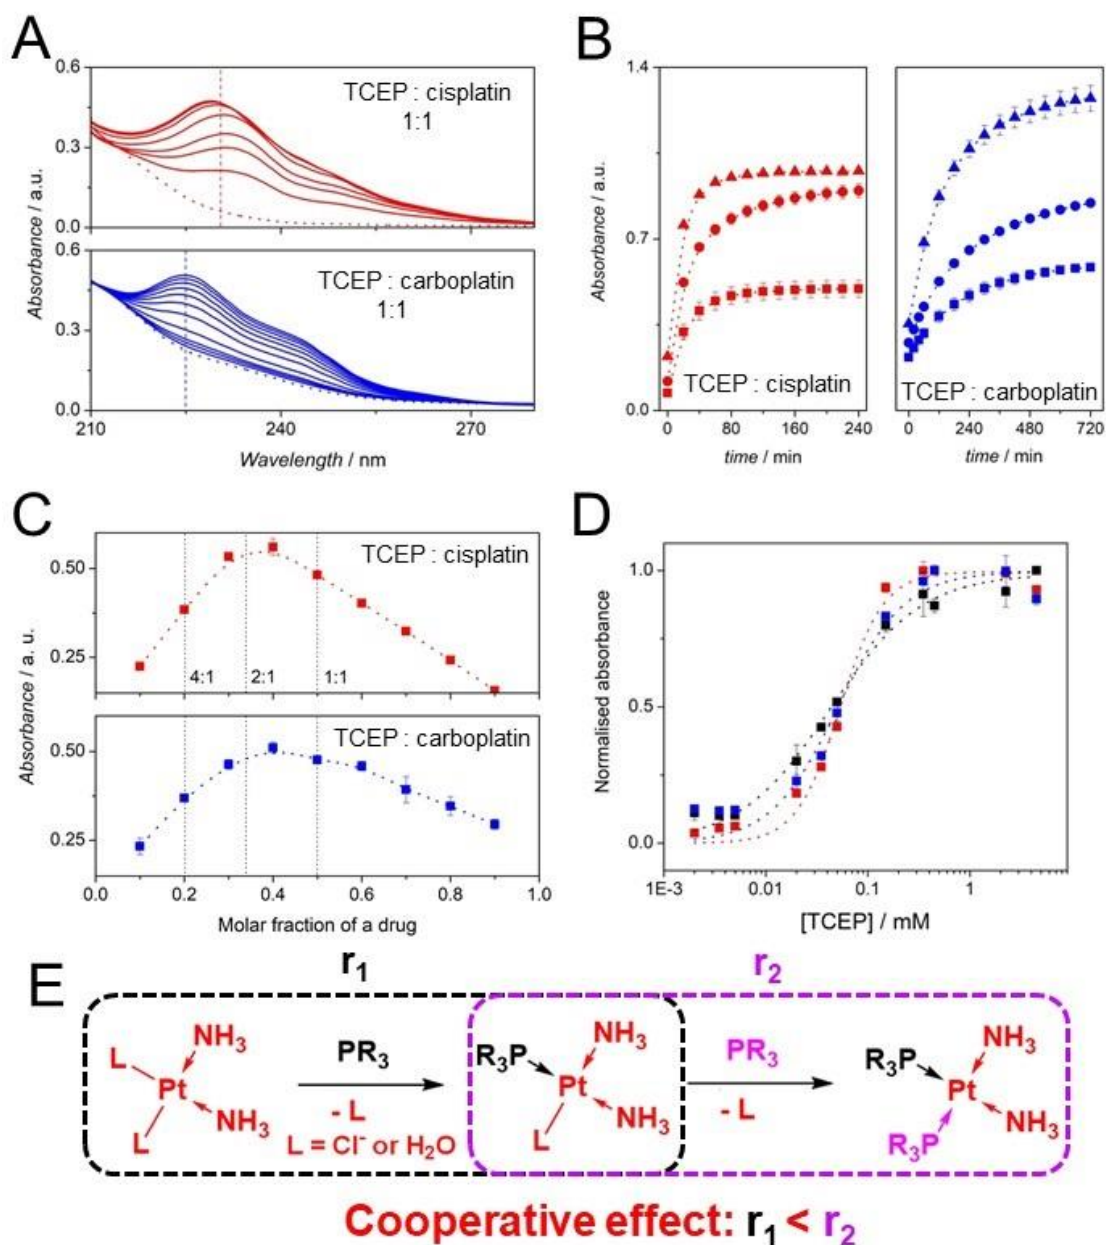 A
0.6
0.3
0.0
TCEP : cisplatin
1:1
0.6
0.3
0.0
TCEP : carboplatin
1:1
Absorbance / a.u.
210
240
270
Wavelength / nm
B
1.4
0.7
0.0
Absorbance / a.u.
TCEP : cisplatin
TCEP : carboplatin
0
80
160
240
0
240
480
720
time / min
time / min
C
0.50
0.25
TCEP : cisplatin
4:1
2:1
1:1
0.50
0.25
TCEP : carboplatin
Absorbance / a. u.
0.0
0.2
0.4
0.6
0.8
1.0
Molar fraction of a drug
D
1.0
0.5
0.0
Normalised absorbance
1E-3
0.01
0.1
1
[TCEP] / mM
E
r₁
r₂
L
NH₃
Pt
L
NH₃
PR₃
- L
L = Cl⁻ or H₂O
R₃P
NH₃
Pt
L
NH₃
PR₃
- L
R₃P
NH₃
Pt
R₃P
NH₃
Cooperative effect: r₁ < r₂